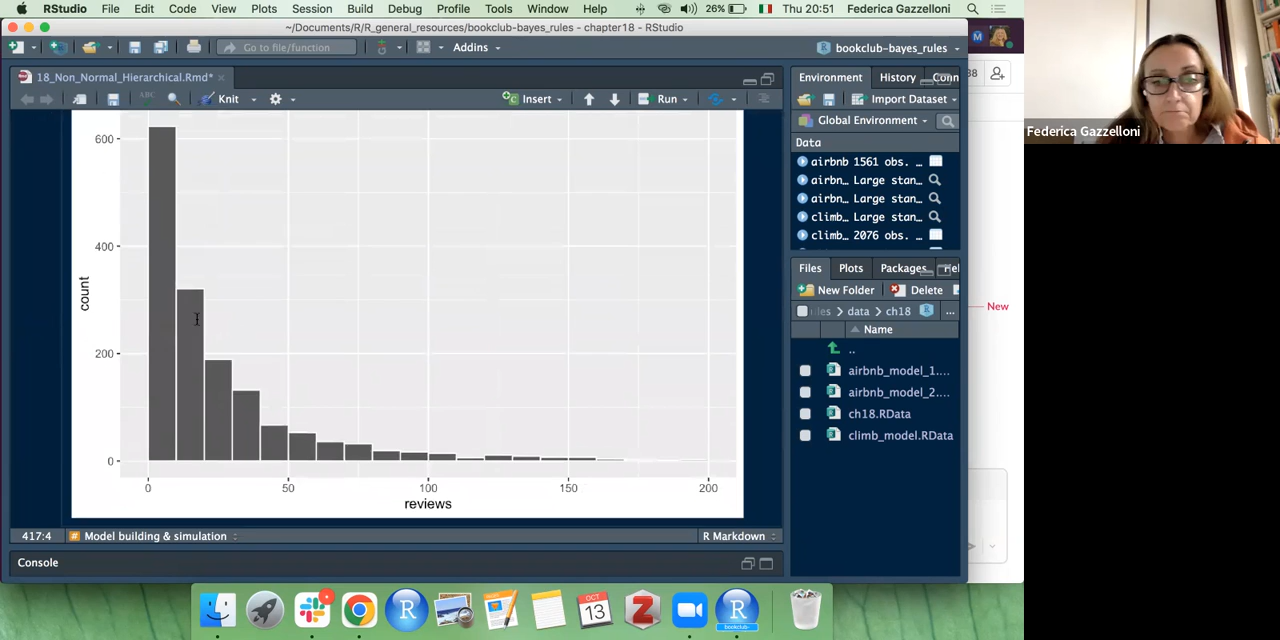 RStudio File Edit Code View Plots Session Build Debug Profile Tools Window Help 26% Thu 20:51 Federica Gazzelloni
~/Documents/R/R_general_resources/bookclub-bayes_rules - chapter18 - RStudio
Go to file/function Addins bookclub-bayes_rules
18_Non_Normal_Hierarchical.Rmd*
Knit Insert Run
600
400
200
0
count
0 50 100 150 200
reviews
417:4 Model building & simulation R Markdown
Console
Environment History Conn
Import Dataset
Global Environment
Data
airbnb 1561 obs. …
airbn… Large stan…
airbn… Large stan…
climb… Large stan…
climb… 2076 obs. …
Files Plots Packages Hel
New Folder Delete
data ch18 ...
Name
..
airbnb_model_1....
airbnb_model_2....
ch18.RData
climb_model.RData
M
38
New
Federica Gazzelloni
OCT
13
Z
R
R